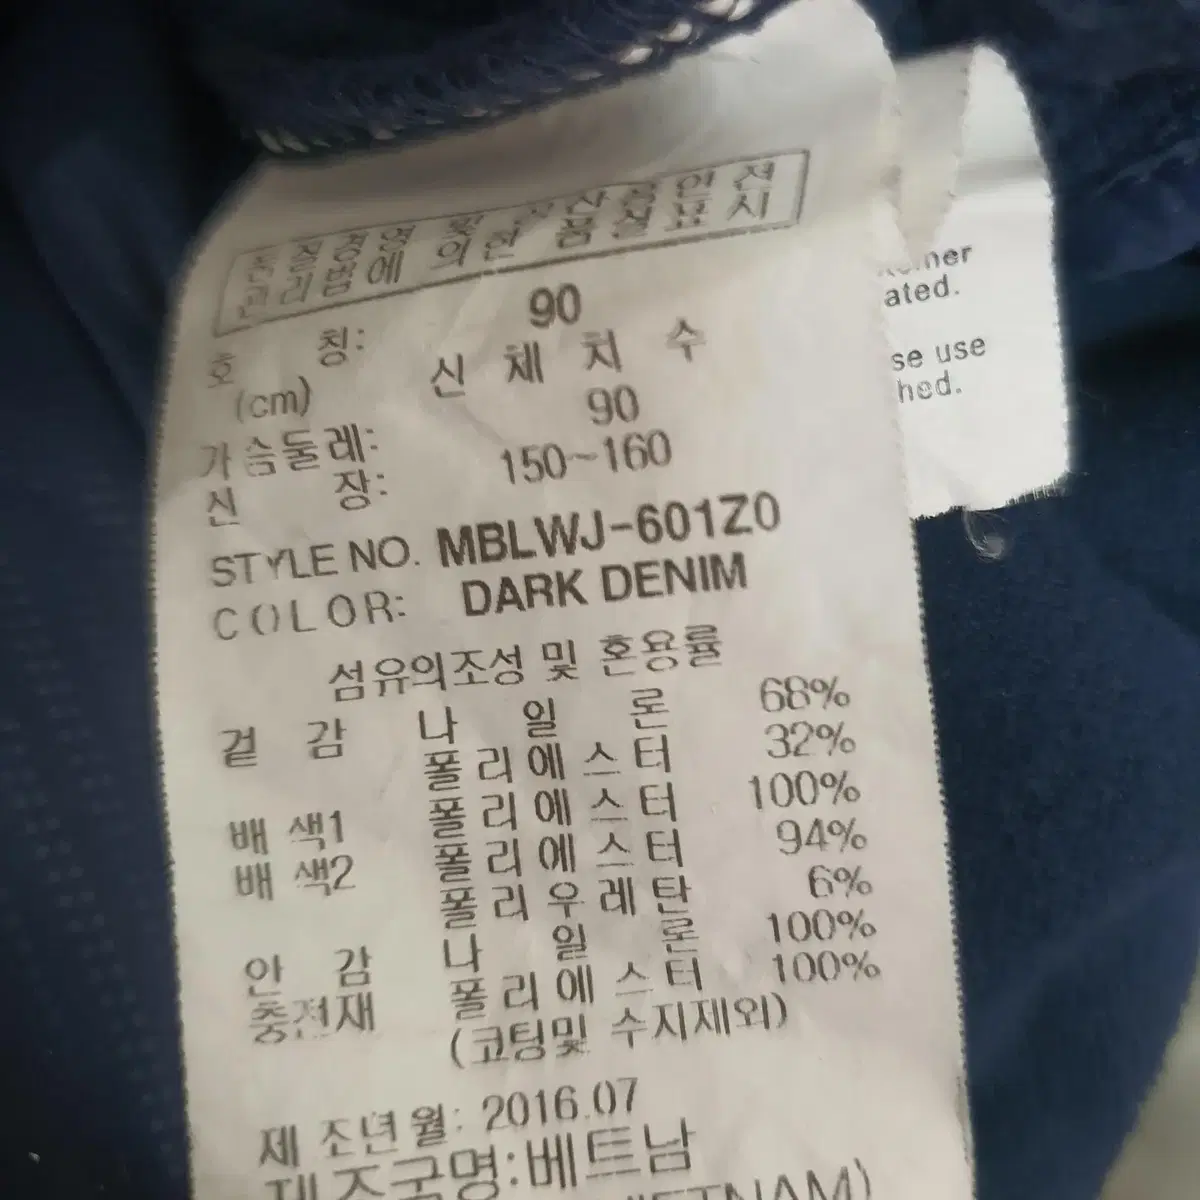 품질경영 및 공산품안전
관리법에 의한 품질표시
호 칭: 90
(cm) 신 체 치 수
가슴둘레: 90
신 장: 150~160
STYLE NO. MBLWJ-601Z0
COLOR: DARK DENIM
섬유의조성 및 혼용률
겉 감 나 일 론 68%
폴리에스터 32%
배 색1 폴리에스터 100%
배 색2 폴리에스터 94%
폴리우레탄 6%
안 감 나 일 론 100%
충전재 폴리에스터 100%
(코팅및 수지제외)
제 조년월: 2016.07
제조국명:베트남
ated.
se use
hed.